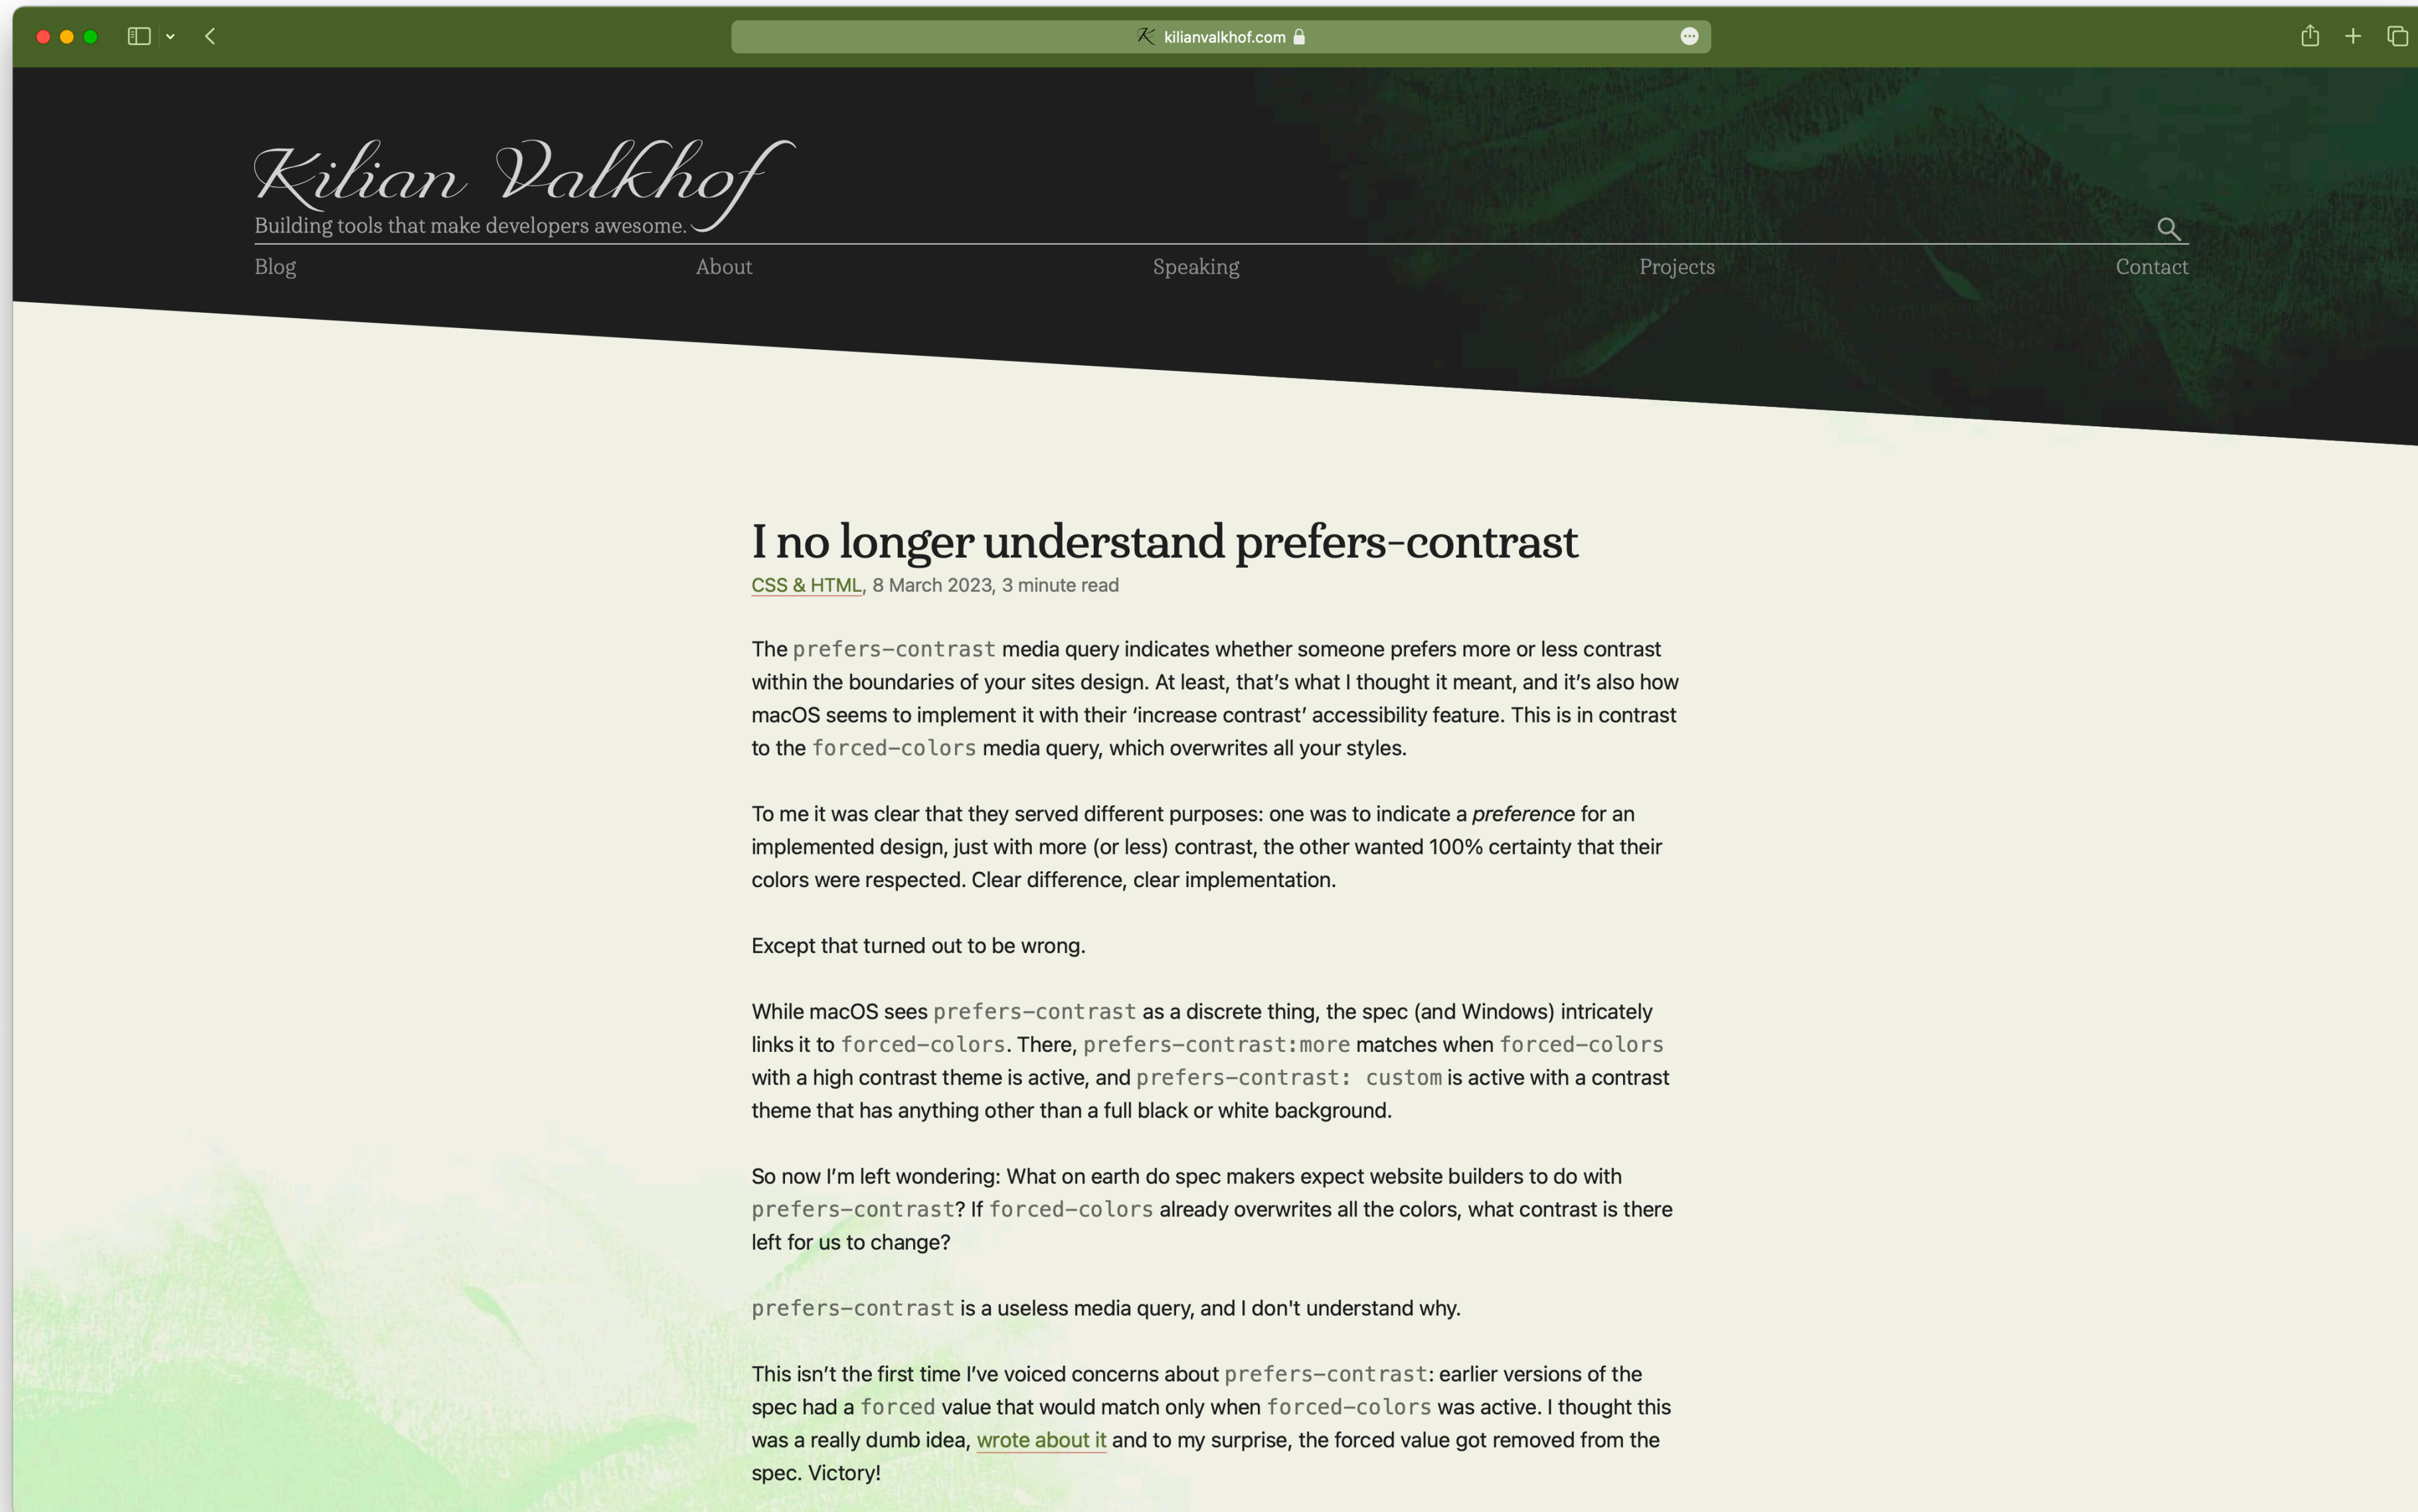 kilianvalkhof.com
Kilian Valkhof
Building tools that make developers awesome.
Blog About Speaking Projects Contact
I no longer understand prefers-contrast
CSS & HTML, 8 March 2023, 3 minute read
The prefers-contrast media query indicates whether someone prefers more or less contrast
within the boundaries of your sites design. At least, that’s what I thought it meant, and it’s also how
macOS seems to implement it with their ‘increase contrast’ accessibility feature. This is in contrast
to the forced-colors media query, which overwrites all your styles.
To me it was clear that they served different purposes: one was to indicate a preference for an
implemented design, just with more (or less) contrast, the other wanted 100% certainty that their
colors were respected. Clear difference, clear implementation.
Except that turned out to be wrong.
While macOS sees prefers-contrast as a discrete thing, the spec (and Windows) intricately
links it to forced-colors. There, prefers-contrast:more matches when forced-colors
with a high contrast theme is active, and prefers-contrast: custom is active with a contrast
theme that has anything other than a full black or white background.
So now I’m left wondering: What on earth do spec makers expect website builders to do with
prefers-contrast? If forced-colors already overwrites all the colors, what contrast is there
left for us to change?
prefers-contrast is a useless media query, and I don't understand why.
This isn’t the first time I’ve voiced concerns about prefers-contrast: earlier versions of the
spec had a forced value that would match only when forced-colors was active. I thought this
was a really dumb idea, wrote about it and to my surprise, the forced value got removed from the
spec. Victory!